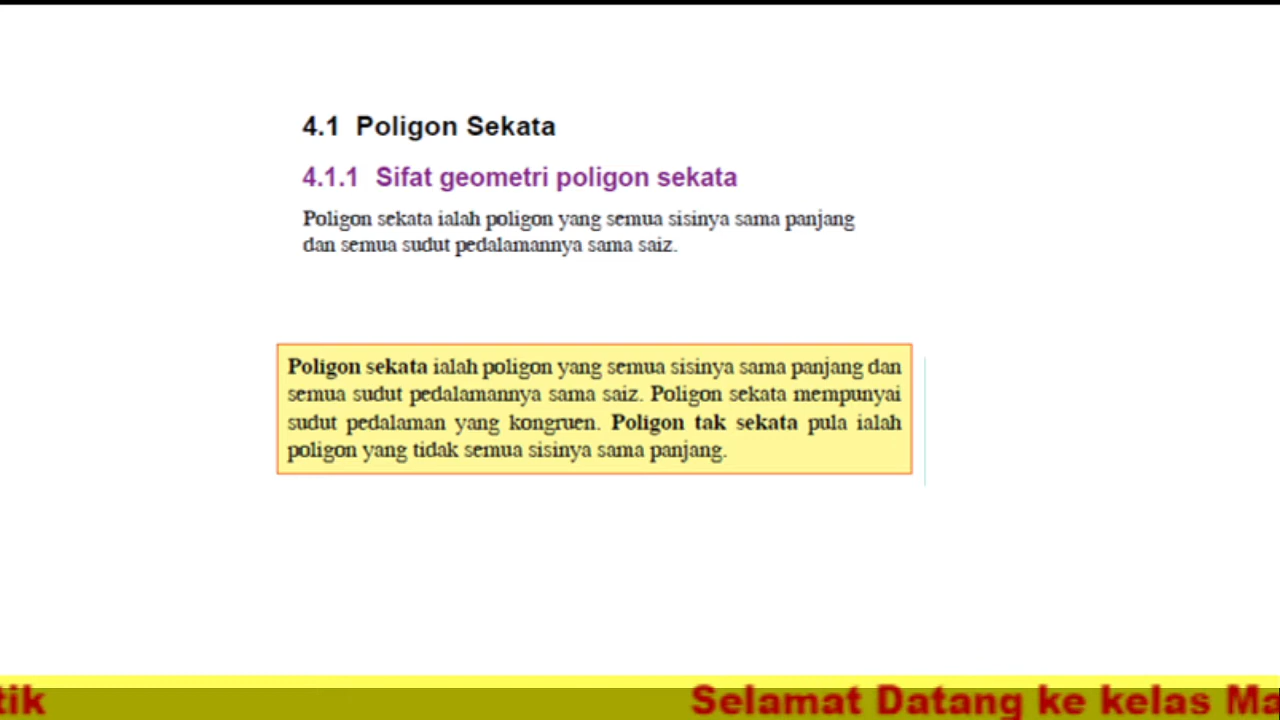 4.1 Poligon Sekata
4.1.1 Sifat geometri poligon sekata
Poligon sekata ialah poligon yang semua sisinya sama panjang
dan semua sudut pedalamannya sama saiz.
Poligon sekata ialah poligon yang semua sisinya sama panjang dan
semua sudut pedalamannya sama saiz. Poligon sekata mempunyai
sudut pedalaman yang kongruen. Poligon tak sekata pula ialah
poligon yang tidak semua sisinya sama panjang.
tik Selamat Datang ke kelas Ma